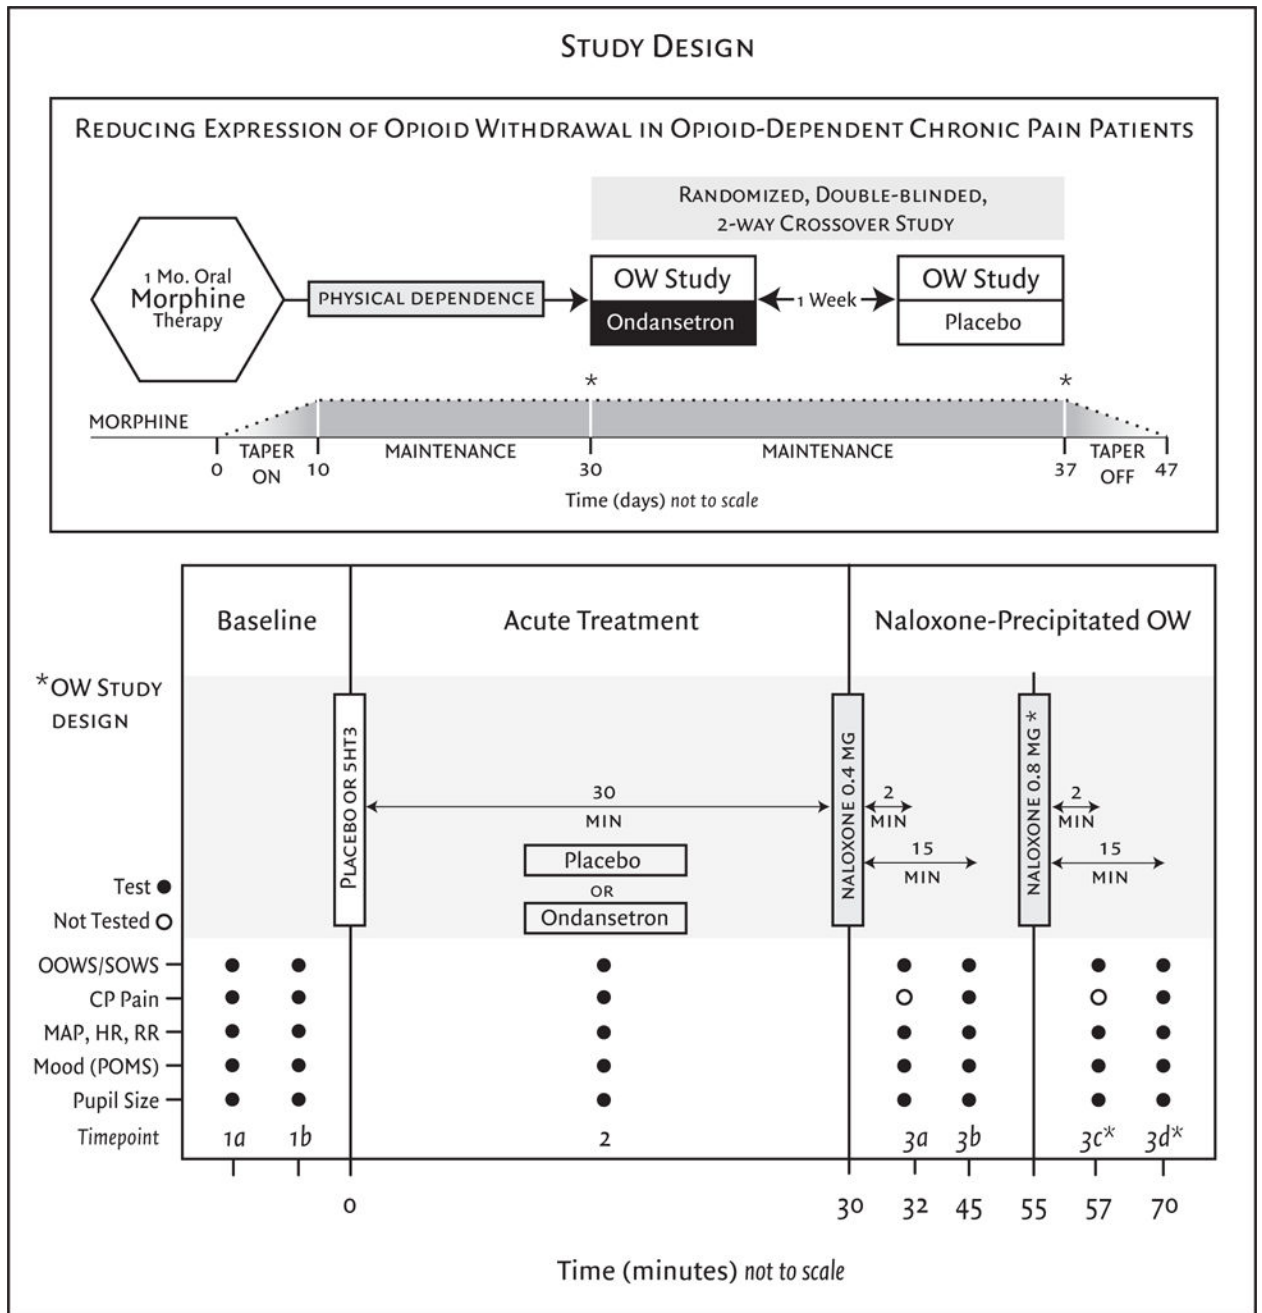 STUDY DESIGN
REDUCING EXPRESSION OF OPIOID WITHDRAWAL IN OPIOID-DEPENDENT CHRONIC PAIN PATIENTS
RANDOMIZED, DOUBLE-BLINDED,
2-WAY CROSSOVER STUDY
1 Mo. Oral
Morphine
Therapy
PHYSICAL DEPENDENCE
OW Study
Ondansetron
1 Week
OW Study
Placebo
* *
MORPHINE
TAPER
ON
MAINTENANCE
MAINTENANCE
TAPER
OFF
0 10 30 37 47
Time (days) not to scale
Baseline
Acute Treatment
Naloxone-Precipitated OW
*OW STUDY
DESIGN
PLACEBO OR 5HT3
30
MIN
Placebo
OR
Ondansetron
NALOXONE 0.4 MG
2
MIN
15
MIN
NALOXONE 0.8 MG *
2
MIN
15
MIN
Test
Not Tested
OOWS/SOWS
CP Pain
MAP, HR, RR
Mood (POMS)
Pupil Size
Timepoint 1a 1b 2 3a 3b 3c* 3d*
0 30 32 45 55 57 70
Time (minutes) not to scale